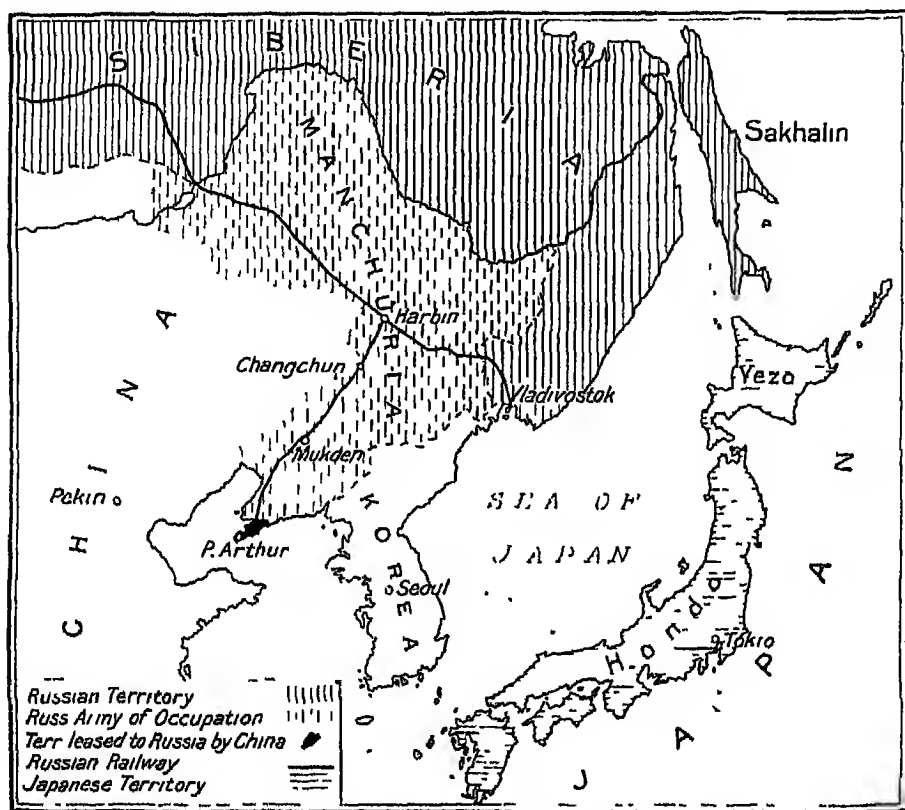 SIBERIA
MANCHUREA
Sakhalin
CHINA
Harbin
Changchun
Vladivostok
Yezo
Mukden
Pekin
P. Arthur
KOREA
Seoul
SEA OF
JAPAN
Hondo
Tokio
JAPAN
Russian Territory
Russ Army of Occupation
Terr leased to Russia by China
Russian Railway
Japanese Territory